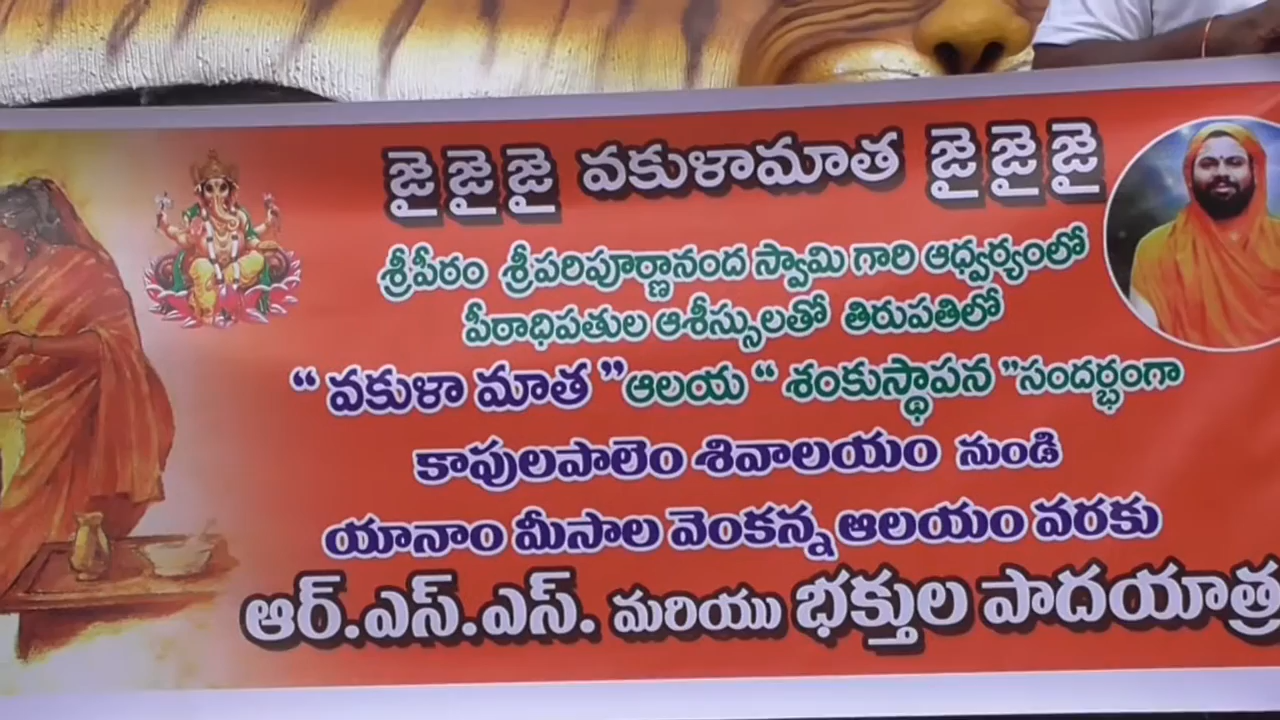 జై జై జై వకుళామాత జై జై జై
శ్రీపీఠం శ్రీపరిపూర్ణానంద స్వామి గారి ఆధ్వర్యంలో
పీఠాధిపతుల ఆశీస్సులతో తిరుపతిలో
“ వకుళా మాత ”ఆలయ “ శంకుస్థాపన ”సందర్భంగా
కాపులపాలెం శివాలయం నుండి
యానాం మీసాల వెంకన్న ఆలయం వరకు
ఆర్.ఎస్.ఎస్. మరియు భక్తుల పాదయాత్ర